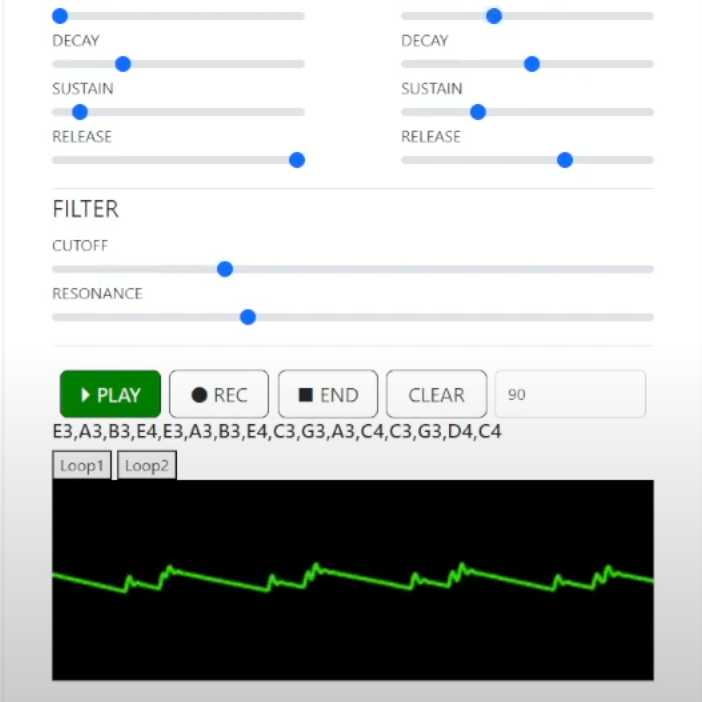 DECAY DECAY
SUSTAIN SUSTAIN
RELEASE RELEASE
FILTER
CUTOFF
RESONANCE
PLAY REC END CLEAR 90
E3,A3,B3,E4,E3,A3,B3,E4,C3,G3,A3,C4,C3,G3,D4,C4
Loop1 Loop2